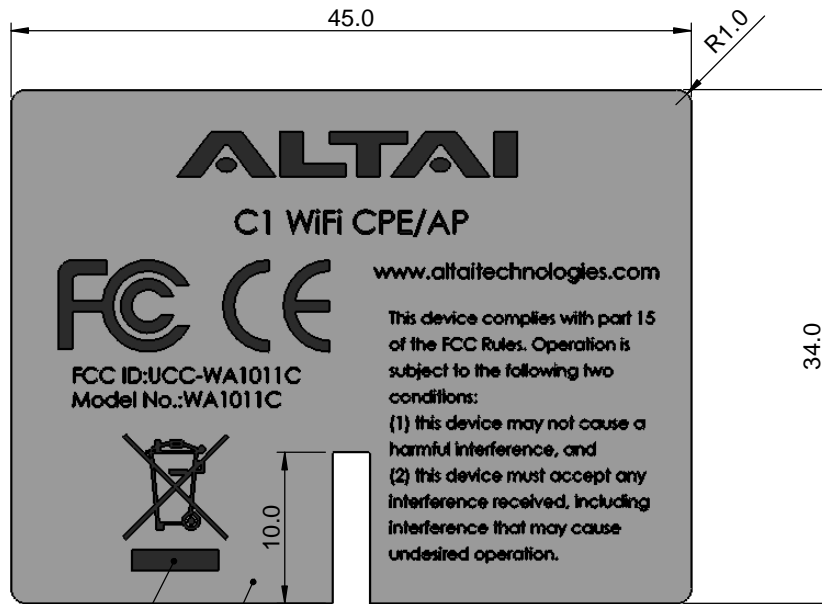 45.0
R1.0
ALTAI
C1 WiFi CPE/AP
FC CE
www.altaitechnologies.com
This device complies with part 15
of the FCC Rules. Operation is
subject to the following two
conditions:
(1) this device may not cause a
harmful interference, and
(2) this device must accept any
interference received, including
interference that may cause
undesired operation.
FCC ID:UCC-WA1011C
Model No.:WA1011C
10.0
34.0